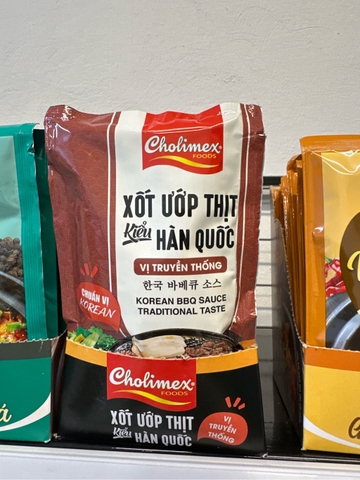 Cholimex
FOODS
XỐT ƯỚP THỊT
Kiểu HÀN QUỐC
VỊ TRUYỀN THỐNG
한국 바베큐 소스
KOREAN BBQ SAUCE
TRADITIONAL TASTE
CHUẨN VỊ
KOREAN
Cholimex
FOODS
XỐT ƯỚP THỊT
Kiểu HÀN QUỐC
VỊ
TRUYỀN
THỐNG